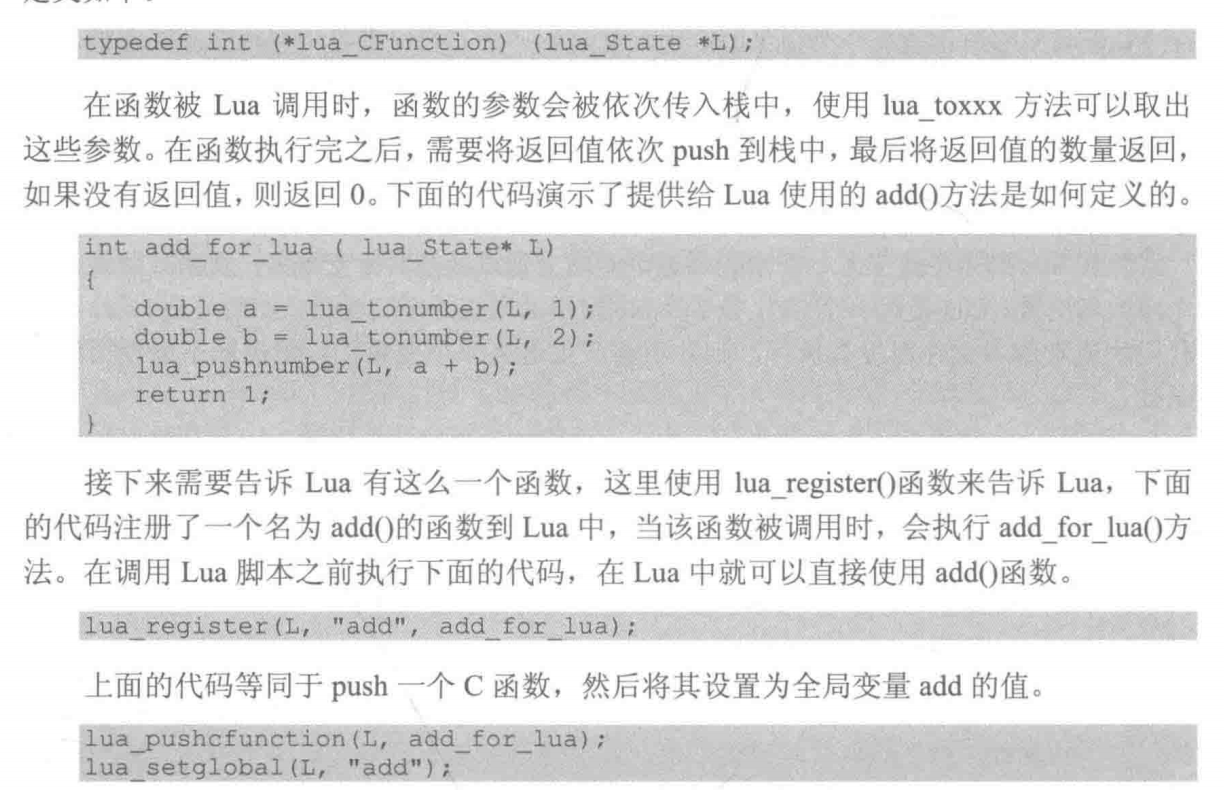 typedef int (*lua_CFunction) (lua_State *L);
在函数被 Lua 调用时，函数的参数会被依次传入栈中，使用 lua_toxxx 方法可以取出
这些参数。在函数执行完之后，需要将返回值依次 push 到栈中，最后将返回值的数量返回，
如果没有返回值，则返回 0。下面的代码演示了提供给 Lua 使用的 add()方法是如何定义的。
int add_for_lua ( lua_State* L)
{
double a = lua_tonumber(L, 1);
double b = lua_tonumber(L, 2);
lua_pushnumber(L, a + b);
return 1;
}
接下来需要告诉 Lua 有这么一个函数，这里使用 lua_register()函数来告诉 Lua，下面
的代码注册了一个名为 add()的函数到 Lua 中，当该函数被调用时，会执行 add_for_lua()方
法。在调用 Lua 脚本之前执行下面的代码，在 Lua 中就可以直接使用 add()函数。
lua_register(L, "add", add_for_lua);
上面的代码等同于 push 一个 C 函数，然后将其设置为全局变量 add 的值。
lua_pushcfunction(L, add_for_lua);
lua_setglobal(L, "add");